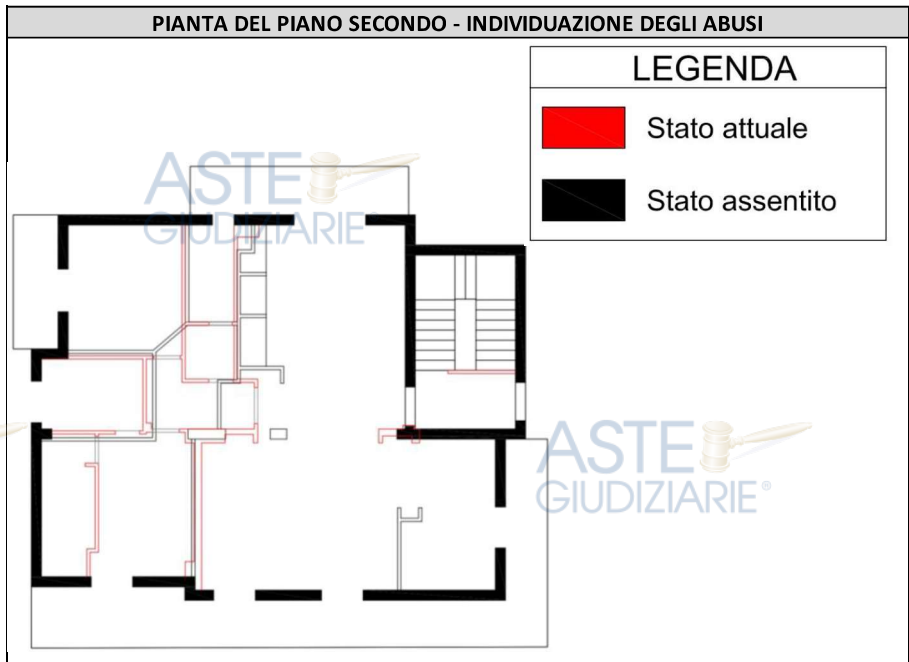 PIANTA DEL PIANO SECONDO - INDIVIDUAZIONE DEGLI ABUSI
LEGENDA
Stato attuale
Stato assentito
ASTE
GIUDIZIARIE
ASTE
GIUDIZIARIE®